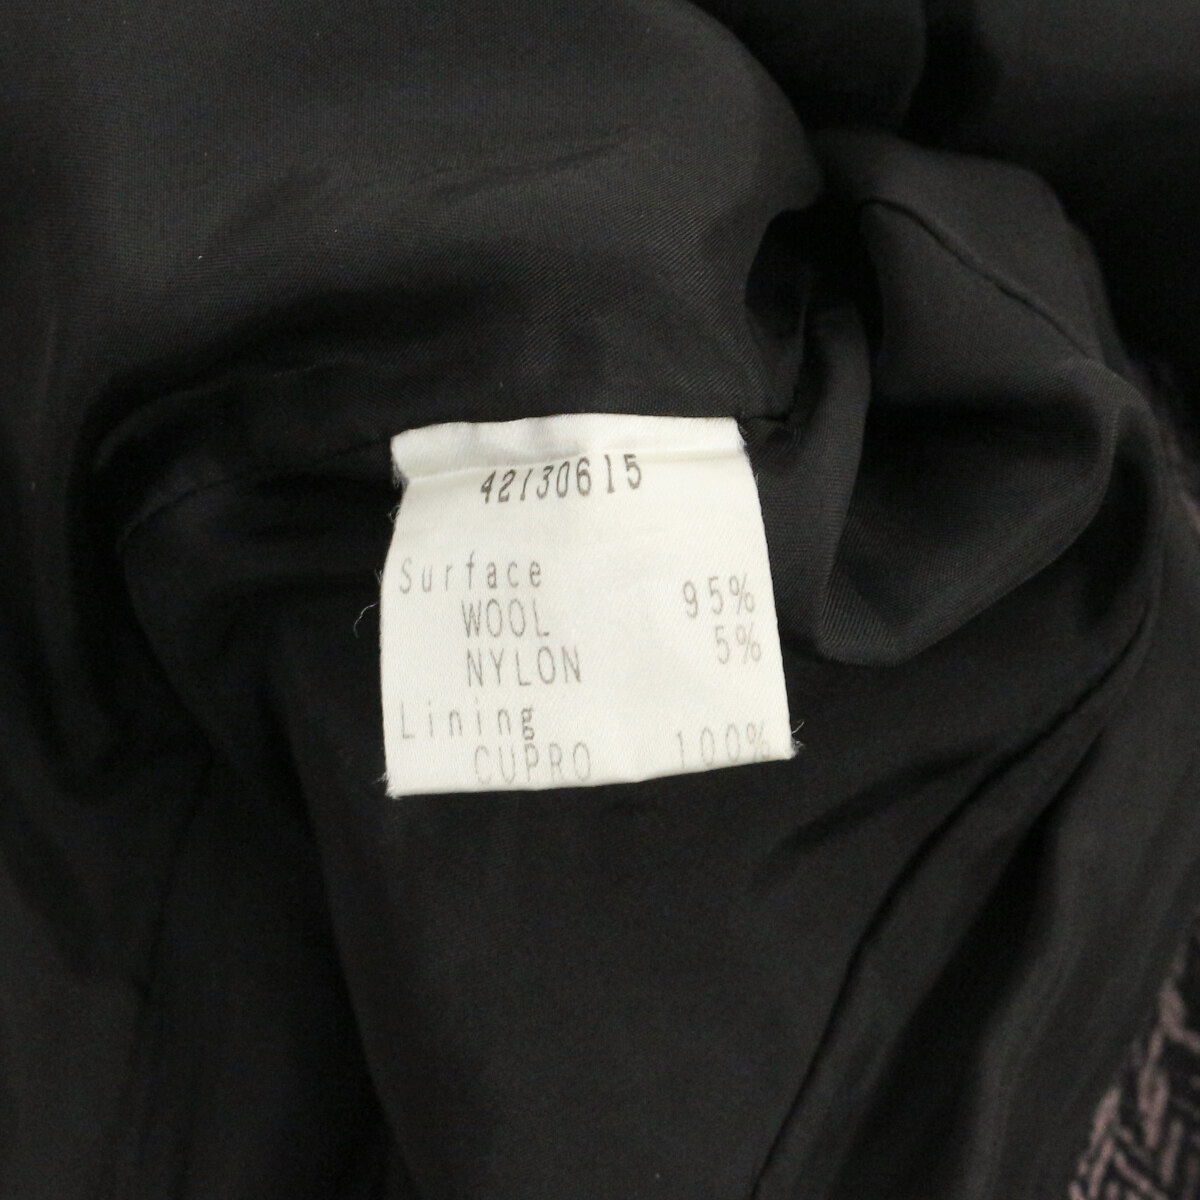 42130615
Surface
WOOL 95%
NYLON 5%
Lining
CUPRO 100%